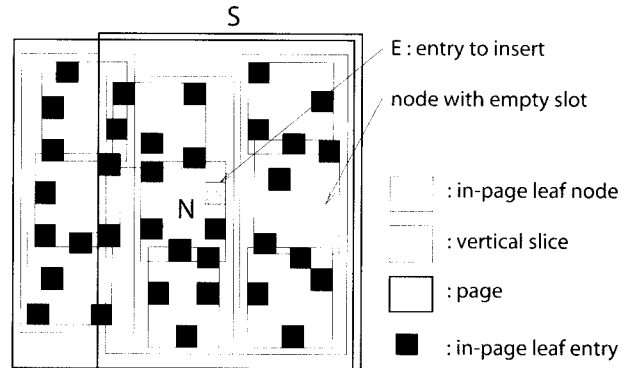 S
E : entry to insert
node with empty slot
N
: in-page leaf node
: vertical slice
: page
: in-page leaf entry